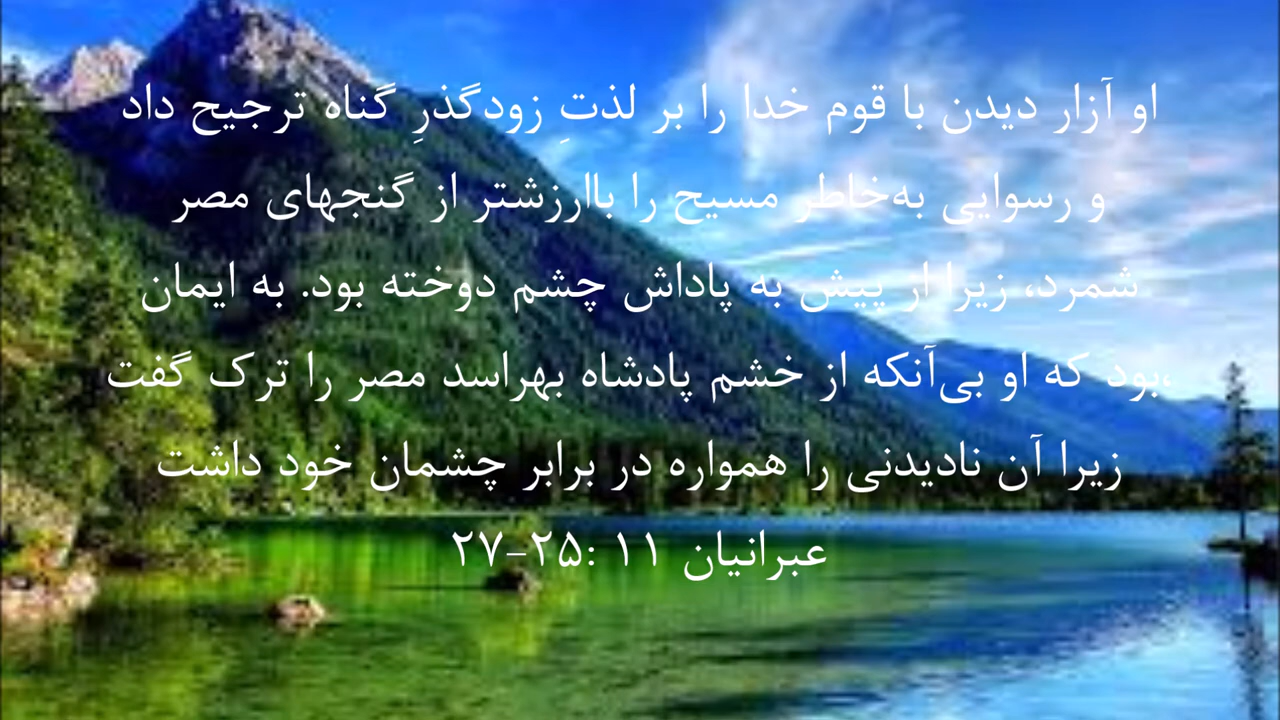 او آزار دیدن با قوم خدا را بر لذتِ زودگذرِ گناه ترجیح داد
و رسوایی به‌خاطر مسیح را باارزشتر از گنجهای مصر
شمرد، زیرا از پیش به پاداش چشم دوخته بود. به ایمان
بود که او بی‌آنکه از خشم پادشاه بهراسد مصر را ترک گفت،
زیرا آن نادیدنی را همواره در برابر چشمان خود داشت
عبرانیان ۱۱ :۲۵-۲۷